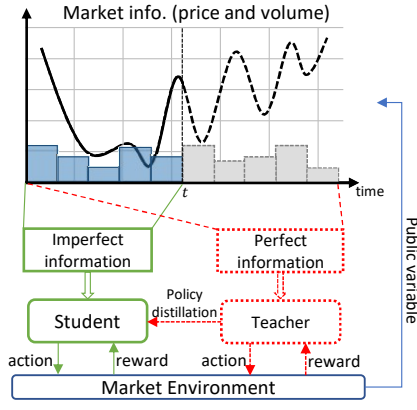 Market info. (price and volume)
t
time
Imperfect
information
Perfect
information
Public variable
Policy
distillation
Student
Teacher
action
reward
action
reward
Market Environment